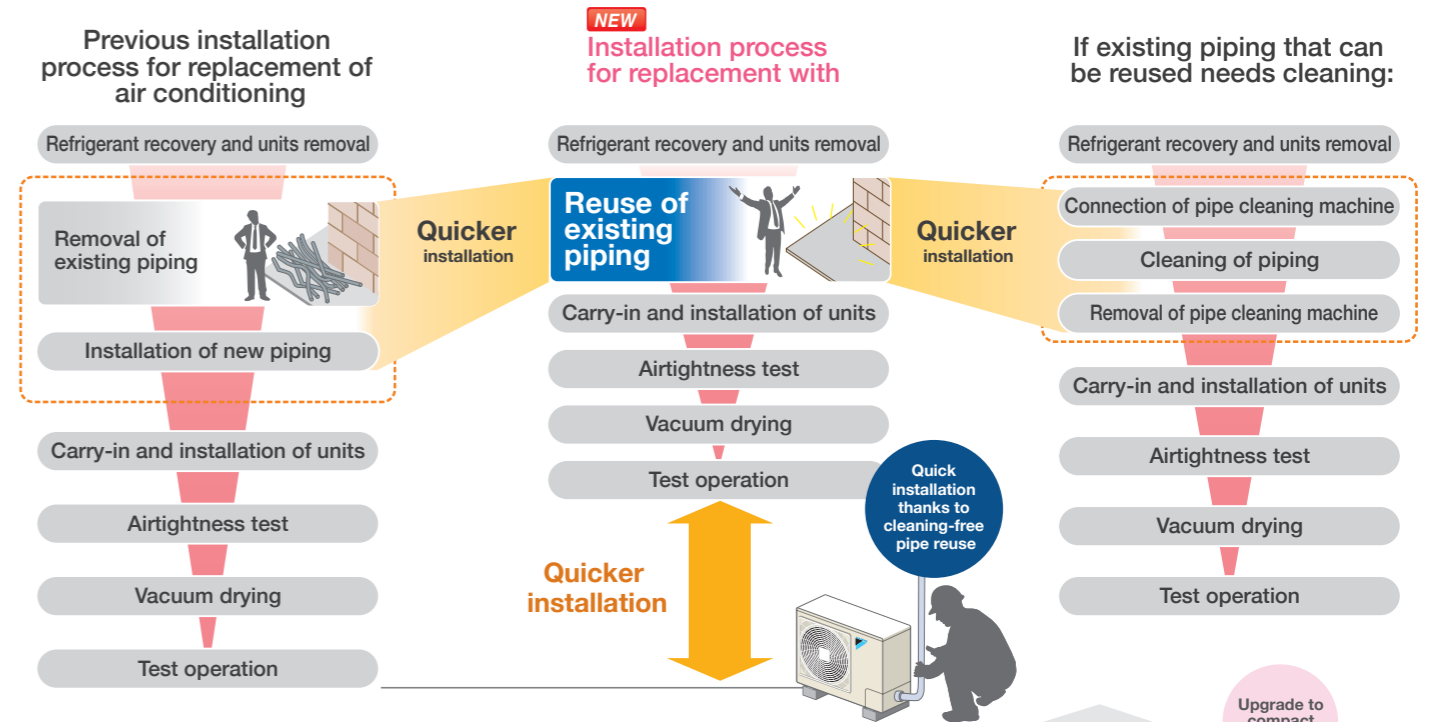 Previous installation
process for replacement of
air conditioning
Refrigerant recovery and units removal
Removal of
existing piping
Installation of new piping
Carry-in and installation of units
Airtightness test
Vacuum drying
Test operation
Quicker
installation
NEW
Installation process
for replacement with
Refrigerant recovery and units removal
Reuse of
existing
piping
Carry-in and installation of units
Airtightness test
Vacuum drying
Test operation
Quicker
installation
Quick
installation
thanks to
cleaning-free
pipe reuse
Quicker
installation
If existing piping that can
be reused needs cleaning:
Refrigerant recovery and units removal
Connection of pipe cleaning machine
Cleaning of piping
Removal of pipe cleaning machine
Carry-in and installation of units
Airtightness test
Vacuum drying
Test operation
Upgrade to
compact